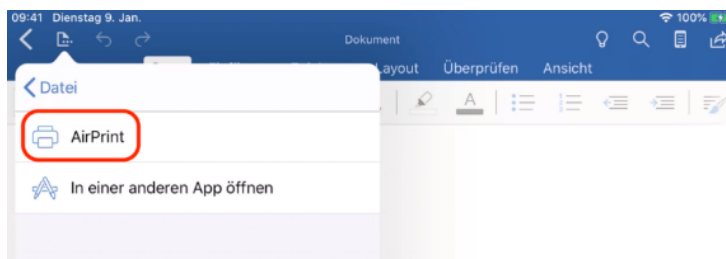 09:41 Dienstag 9. Jan. 100%
Dokument
Layout Überprüfen Ansicht
Datei
A
AirPrint
In einer anderen App öffnen